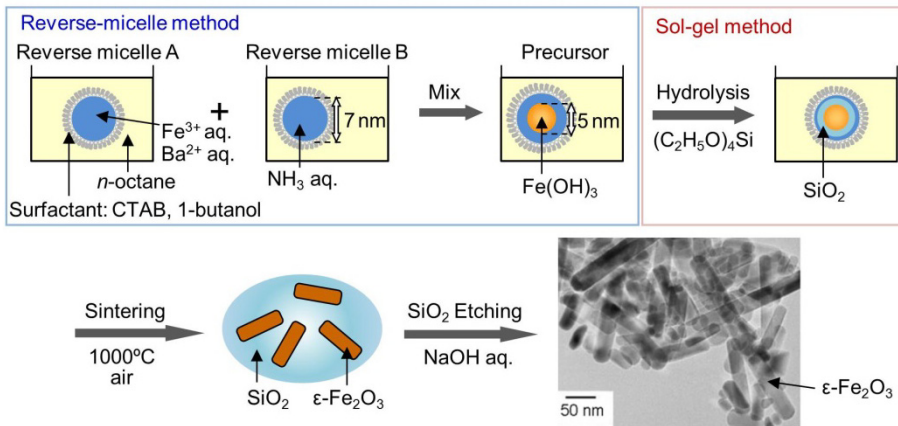 Reverse-micelle method
Sol-gel method
Reverse micelle A
Reverse micelle B
Precursor
+
Mix
Hydrolysis
(C₂H₅O)₄Si
7 nm
5 nm
Fe³⁺ aq.
Ba²⁺ aq.
n-octane
NH₃ aq.
Fe(OH)₃
SiO₂
Surfactant: CTAB, 1-butanol
Sintering
1000ºC
air
SiO₂ Etching
NaOH aq.
SiO₂
ε-Fe₂O₃
50 nm
ε-Fe₂O₃